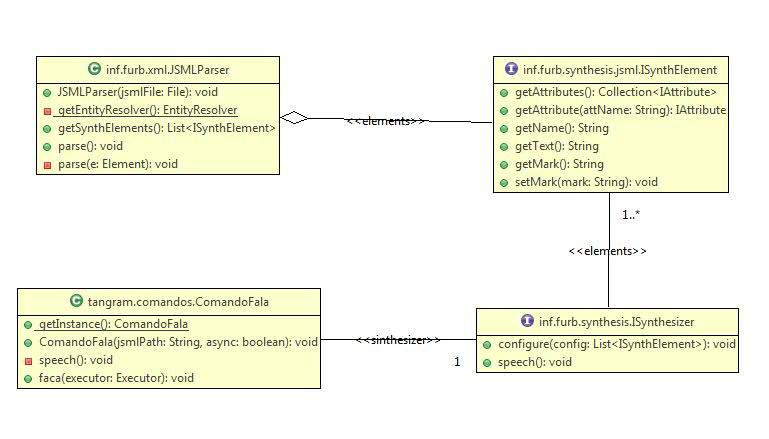 inf.furb.xml.JSMLParser
JSMLParser(jsmlFile: File): void
getEntityResolver(): EntityResolver
getSynthElements(): List<ISynthElement>
parse(): void
parse(e: Element): void
<<elements>>
inf.furb.synthesis.jsml.ISynthElement
getAttributes(): Collection<IAttribute>
getAttribute(attName: String): IAttribute
getName(): String
getText(): String
getMark(): String
setMark(mark: String): void
1..*
<<elements>>
tangram.comandos.ComandoFala
getInstance(): ComandoFala
ComandoFala(jsmlPath: String, async: boolean): void
speech(): void
faca(executor: Executor): void
<<sinthesizer>>
1
inf.furb.synthesis.ISynthesizer
configure(config: List<ISynthElement>): void
speech(): void